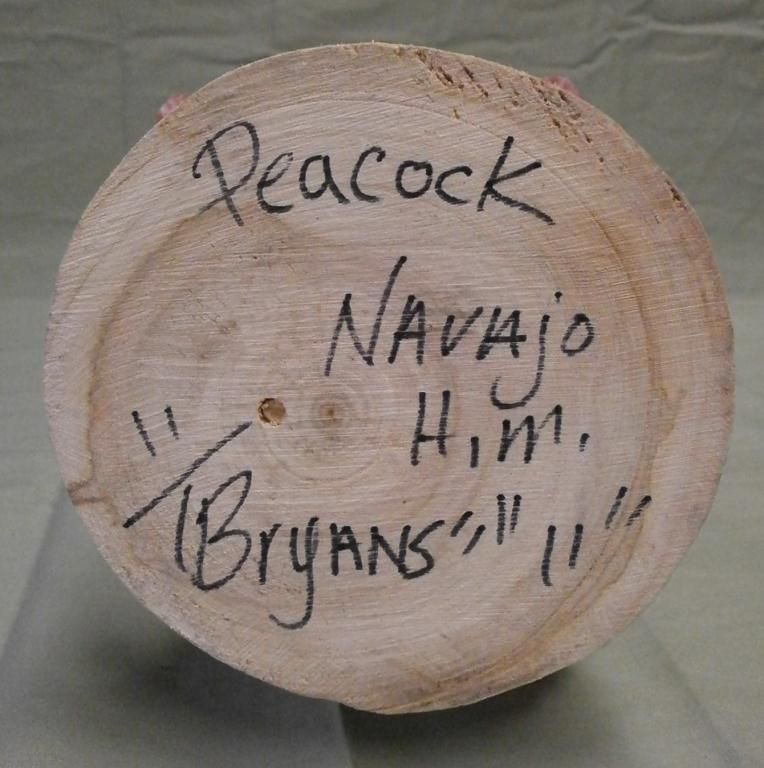 Peacock
NAVAjo
H.M.
"BryANS"